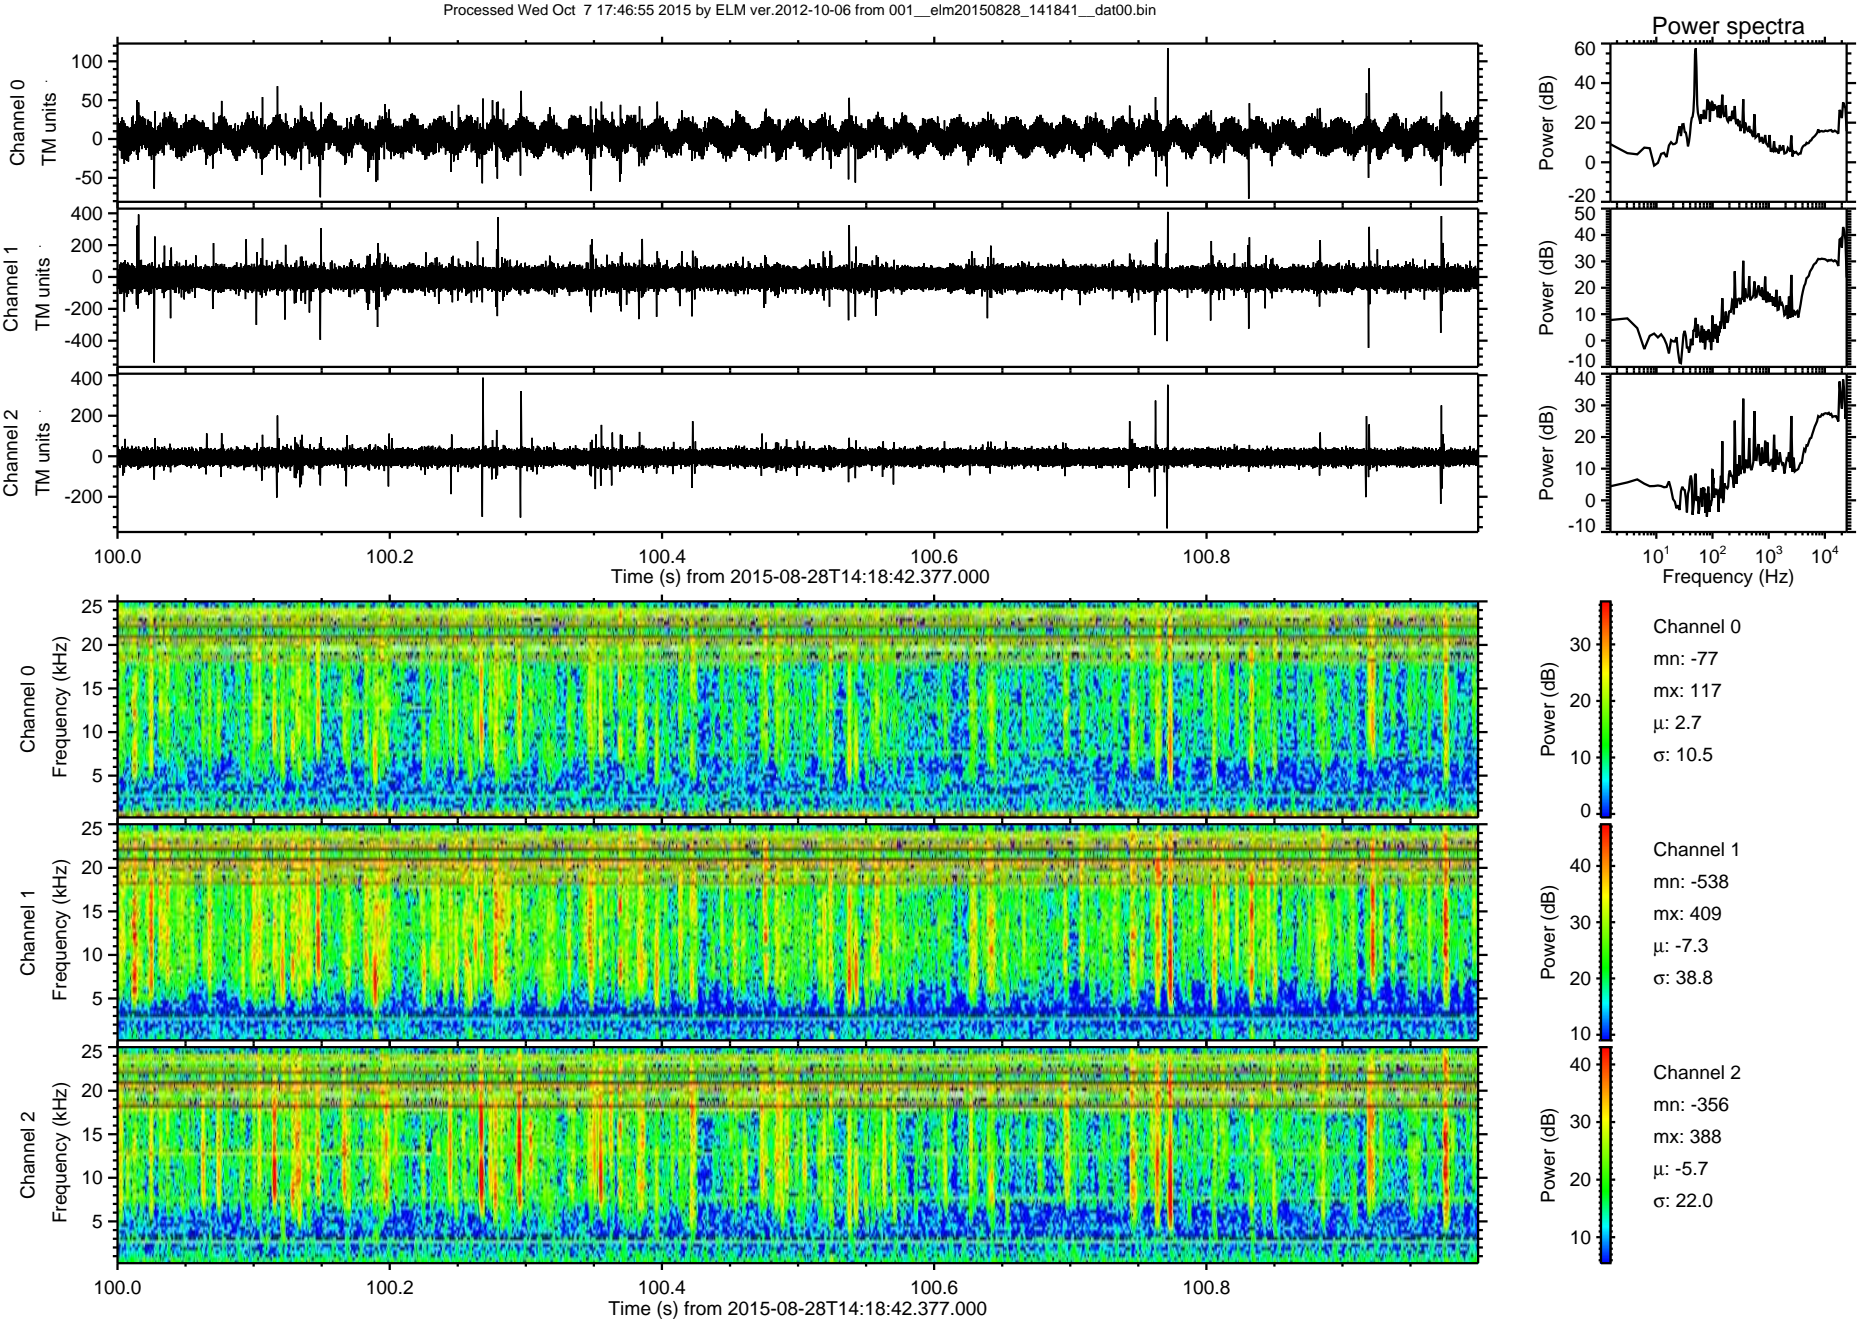 Processed Wed Oct 7 17:46:55 2015 by ELM ver.2012-10-06 from 001__elm20150828_141841__dat00.bin
Power spectra
Channel 0
TM units
100
50
0
-50
Power (dB)
60
40
20
0
-20
Channel 1
TM units
400
200
0
-200
-400
Power (dB)
50
40
30
20
10
0
-10
Channel 2
TM units
400
200
0
-200
Power (dB)
40
30
20
10
0
-10
100.0 100.2 100.4 100.6 100.8
Time (s) from 2015-08-28T14:18:42.377.000
10¹ 10² 10³ 10⁴
Frequency (Hz)
Channel 0
Frequency (kHz)
25
20
15
10
5
Power (dB)
30
20
10
0
Channel 0
mn: -77
mx: 117
μ: 2.7
σ: 10.5
Channel 1
Frequency (kHz)
25
20
15
10
5
Power (dB)
40
30
20
10
Channel 1
mn: -538
mx: 409
μ: -7.3
σ: 38.8
Channel 2
Frequency (kHz)
25
20
15
10
5
Power (dB)
40
30
20
10
Channel 2
mn: -356
mx: 388
μ: -5.7
σ: 22.0
100.0 100.2 100.4 100.6 100.8
Time (s) from 2015-08-28T14:18:42.377.000